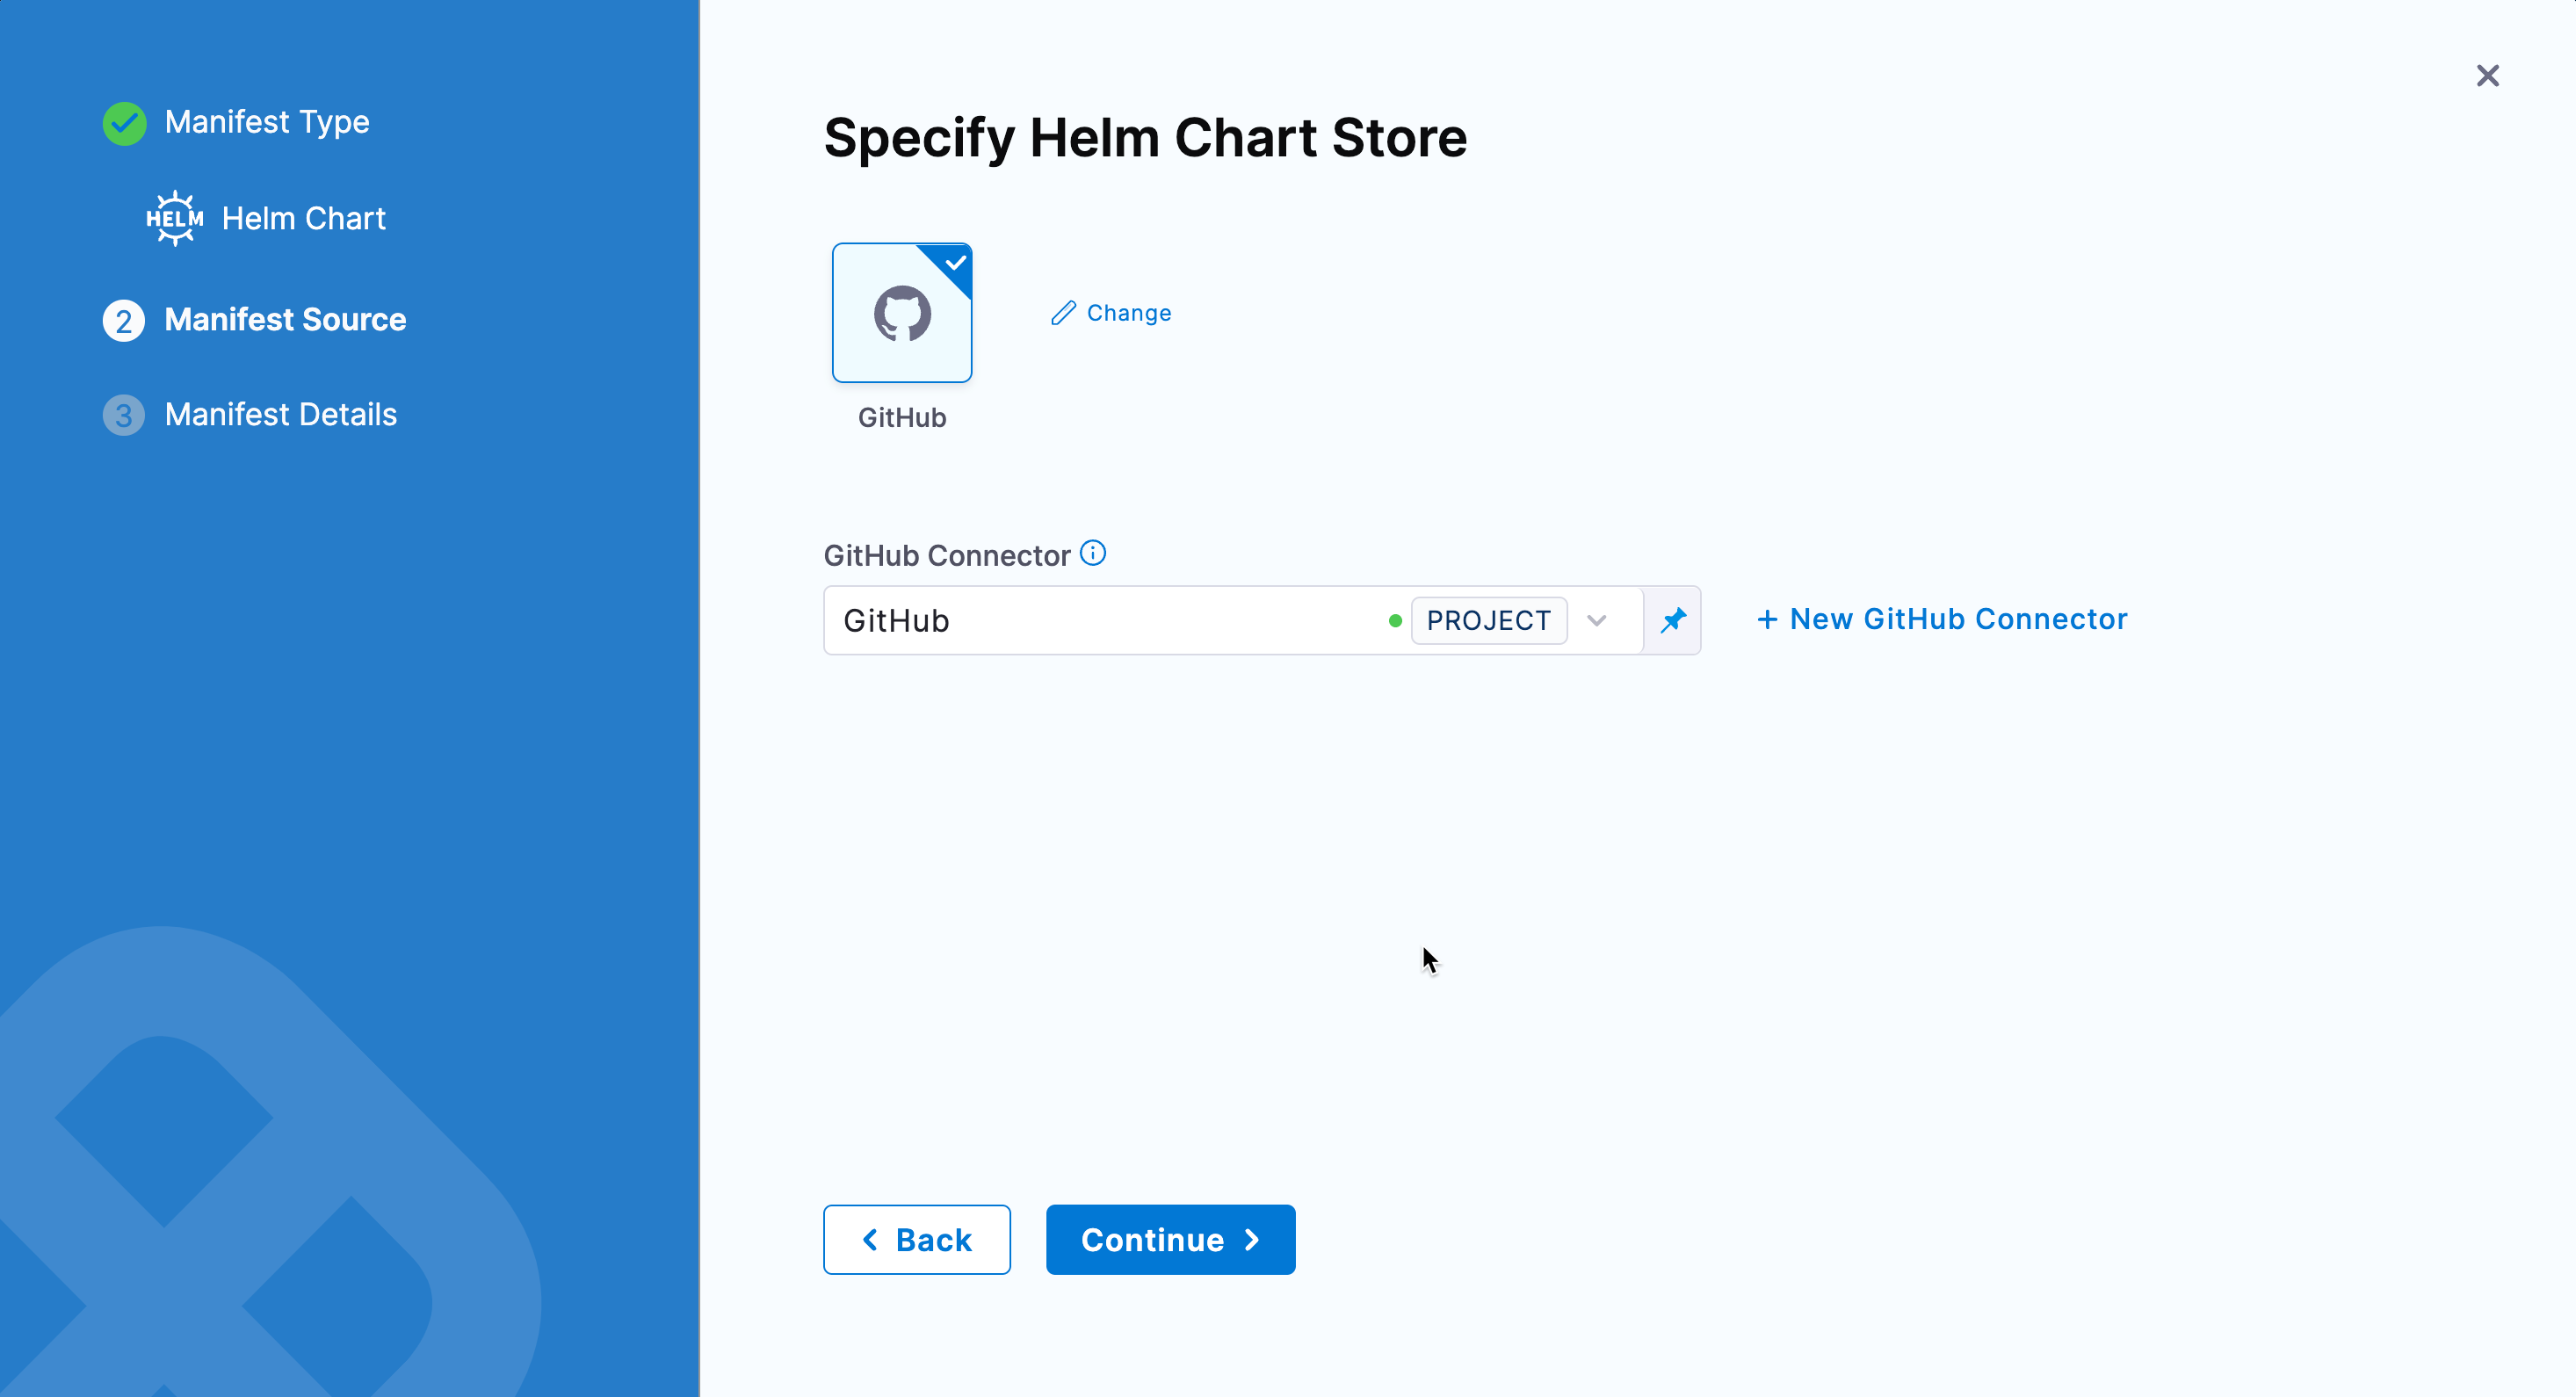 Manifest Type
HELM Helm Chart
2 Manifest Source
3 Manifest Details
Specify Helm Chart Store
Change
GitHub
GitHub Connector
GitHub PROJECT
+ New GitHub Connector
Back Continue